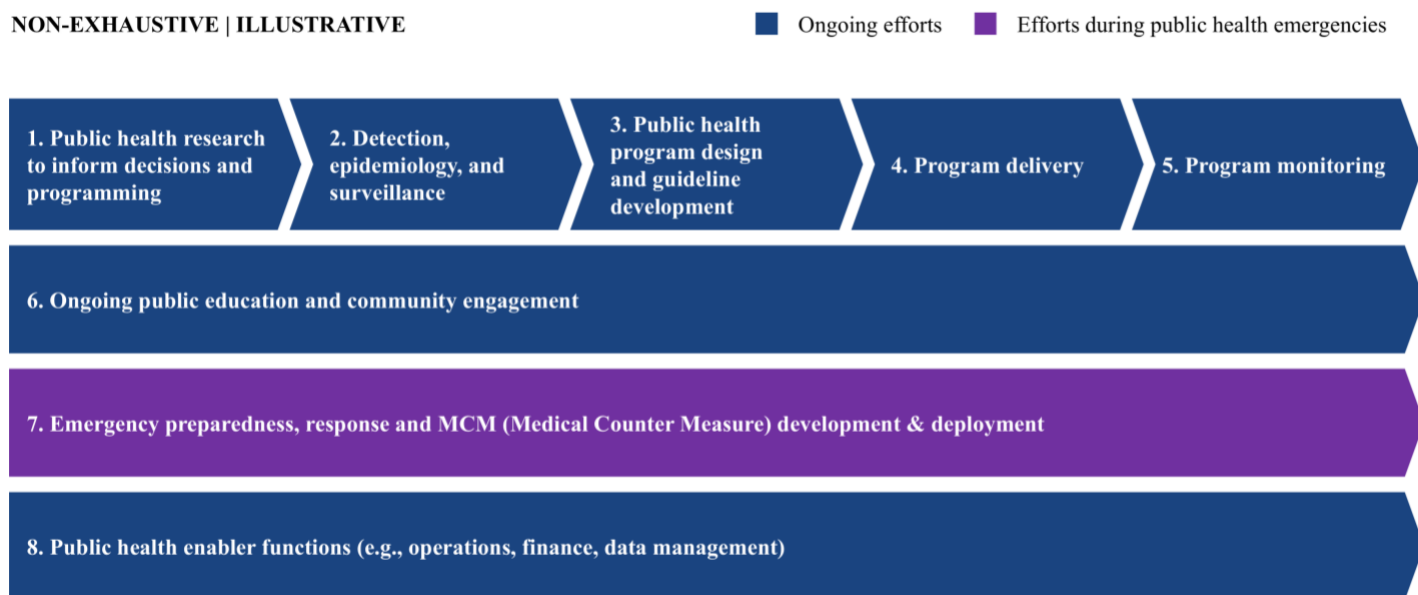 NON-EXHAUSTIVE | ILLUSTRATIVE
Ongoing efforts
Efforts during public health emergencies
1. Public health research
to inform decisions and
programming
2. Detection,
epidemiology, and
surveillance
3. Public health
program design
and guideline
development
4. Program delivery
5. Program monitoring
6. Ongoing public education and community engagement
7. Emergency preparedness, response and MCM (Medical Counter Measure) development & deployment
8. Public health enabler functions (e.g., operations, finance, data management)